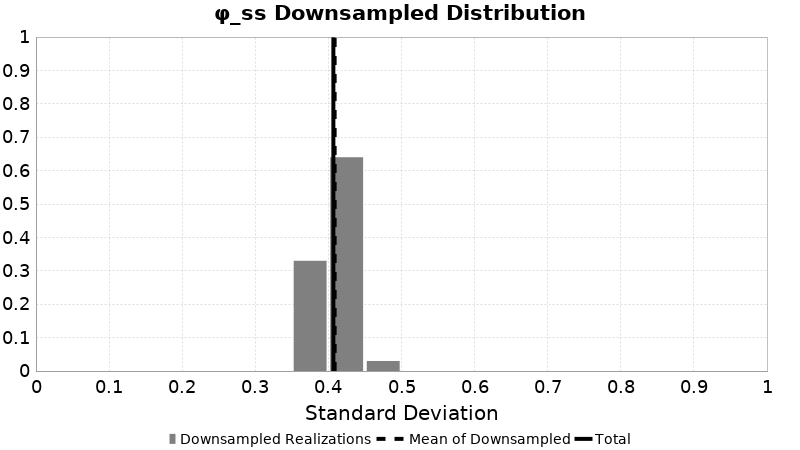 φ_ss Downsampled Distribution
1
0.9
0.8
0.7
0.6
0.5
0.4
0.3
0.2
0.1
0
0 0.1 0.2 0.3 0.4 0.5 0.6 0.7 0.8 0.9 1
Standard Deviation
Downsampled Realizations Mean of Downsampled Total